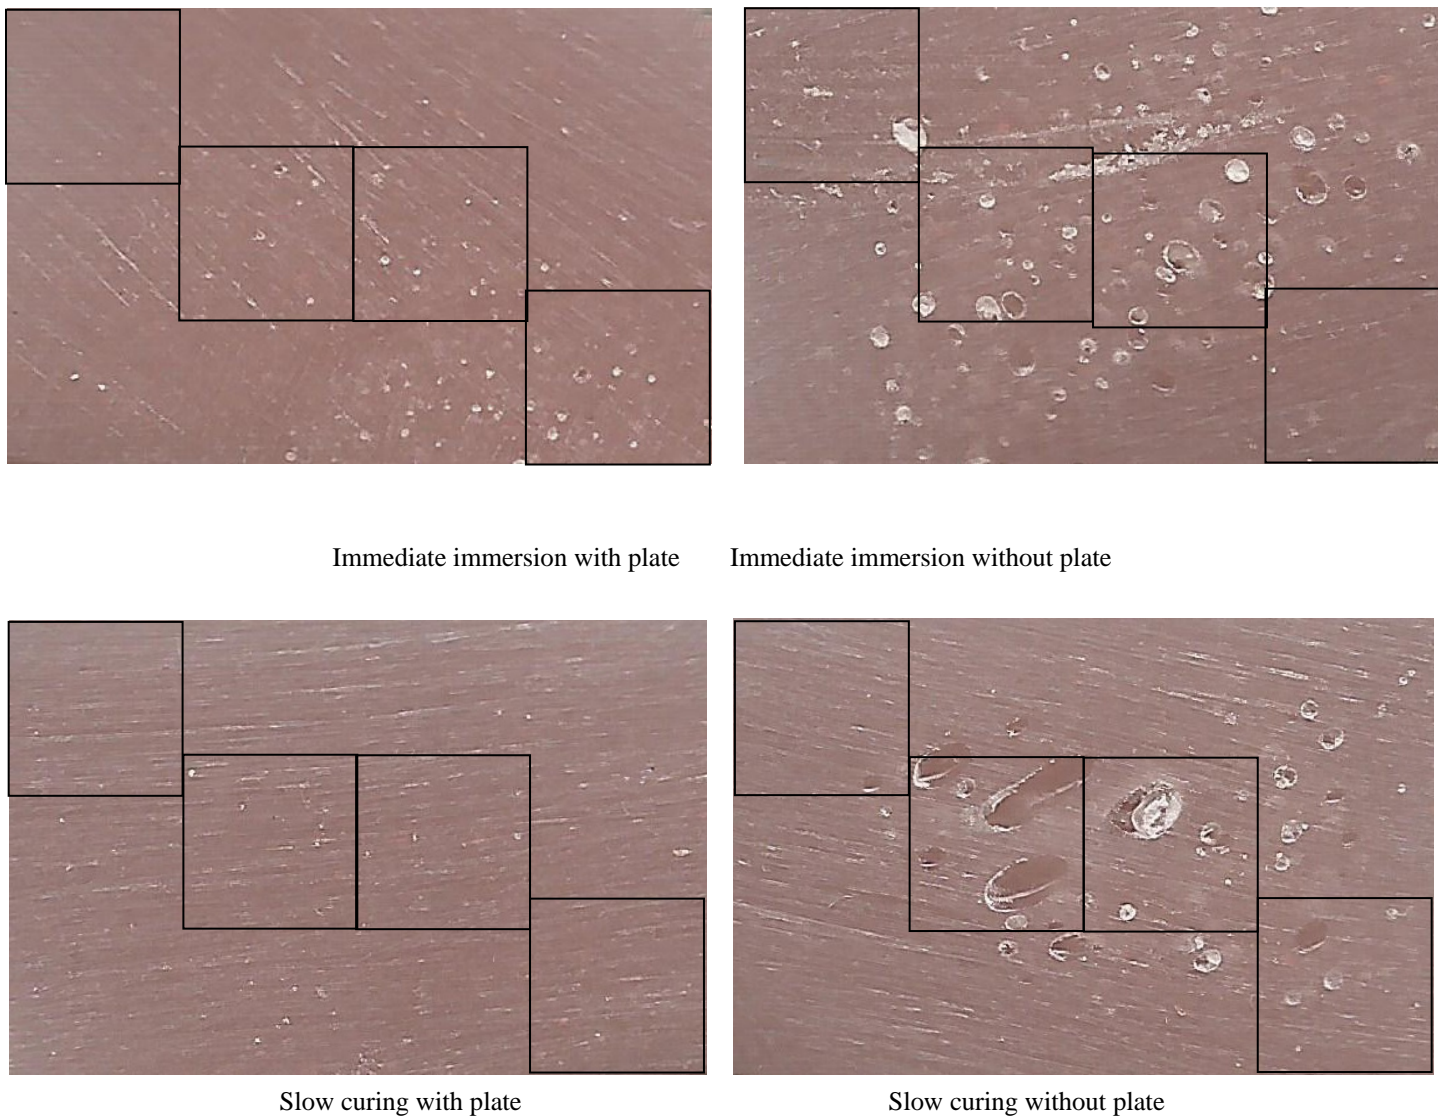 Immediate immersion with plate
Immediate immersion without plate
Slow curing with plate
Slow curing without plate